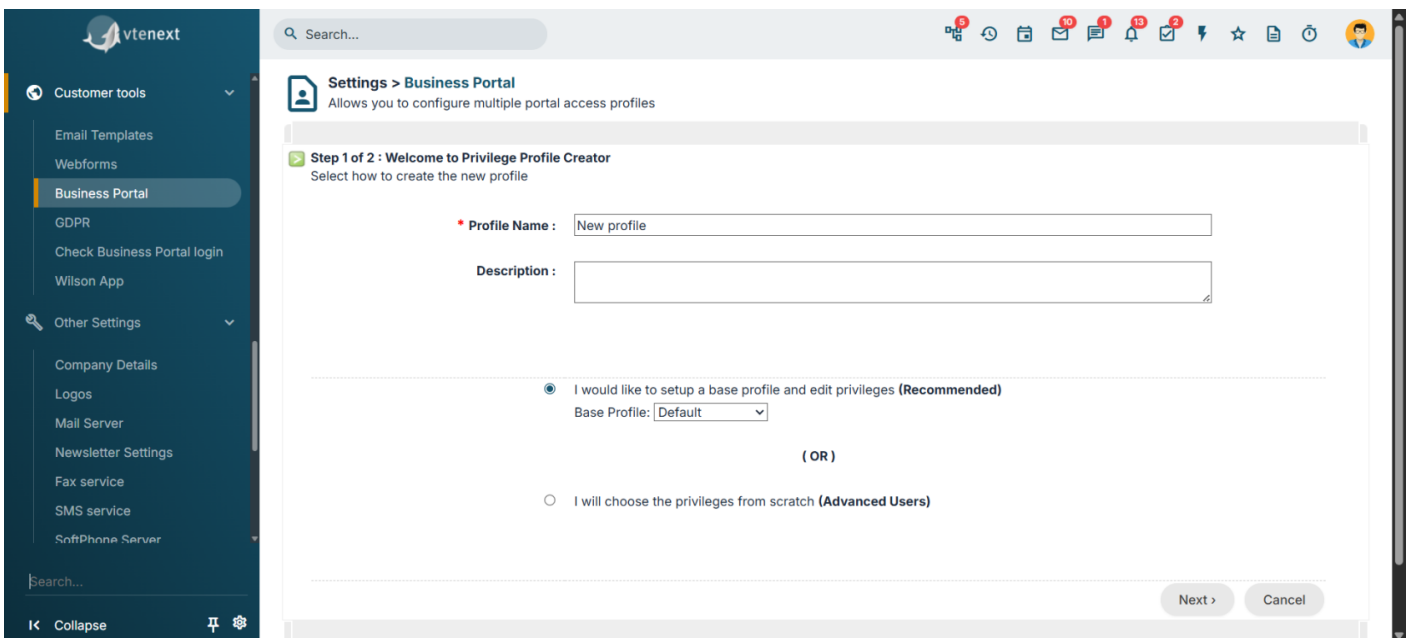 vtenext
Search...
5
10
1
13
2
Customer tools
Email Templates
Webforms
Business Portal
GDPR
Check Business Portal login
Wilson App
Other Settings
Company Details
Logos
Mail Server
Newsletter Settings
Fax service
SMS service
SoftPhone Server
Search...
Collapse
Settings > Business Portal
Allows you to configure multiple portal access profiles
Step 1 of 2 : Welcome to Privilege Profile Creator
Select how to create the new profile
* Profile Name : New profile
Description :
I would like to setup a base profile and edit privileges (Recommended)
Base Profile: Default
( OR )
I will choose the privileges from scratch (Advanced Users)
Next › Cancel